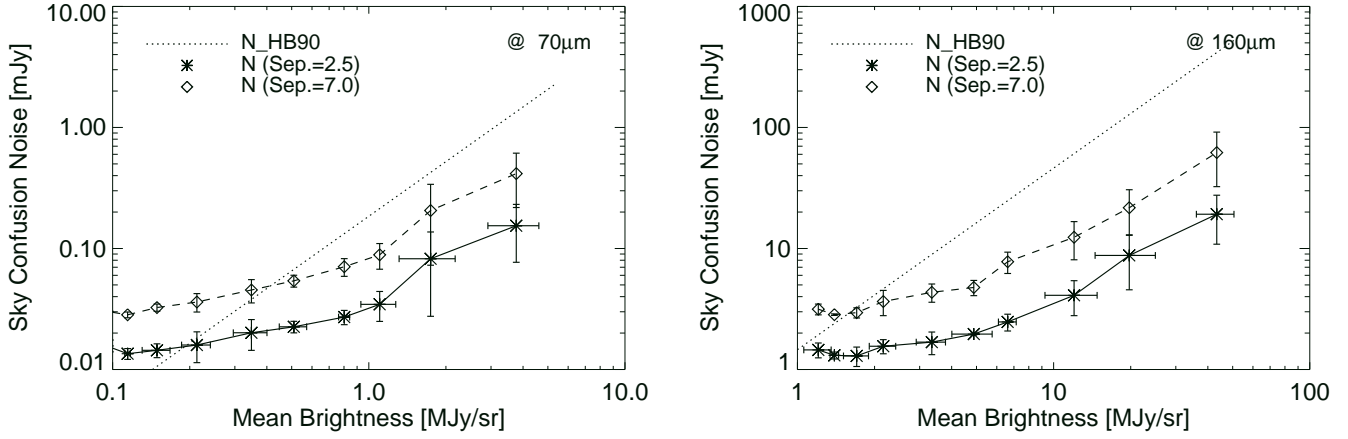 10.00
1.00
0.10
0.01
Sky Confusion Noise [mJy]
N_HB90
N (Sep.=2.5)
N (Sep.=7.0)
@ 70μm
0.1
1.0
10.0
Mean Brightness [MJy/sr]
1000
100
10
1
Sky Confusion Noise [mJy]
N_HB90
N (Sep.=2.5)
N (Sep.=7.0)
@ 160μm
1
10
100
Mean Brightness [MJy/sr]